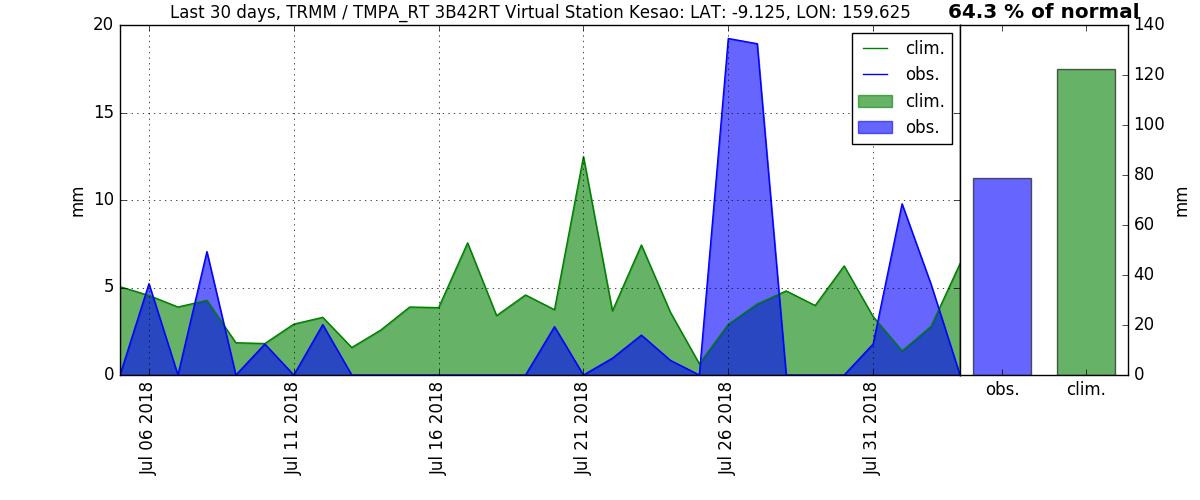 Last 30 days, TRMM / TMPA_RT 3B42RT Virtual Station Kesao: LAT: -9.125, LON: 159.625
64.3 % of normal
clim.
obs.
clim.
obs.
mm
20
15
10
5
0
Jul 06 2018
Jul 11 2018
Jul 16 2018
Jul 21 2018
Jul 26 2018
Jul 31 2018
140
120
100
80
60
40
20
0
mm
obs.
clim.